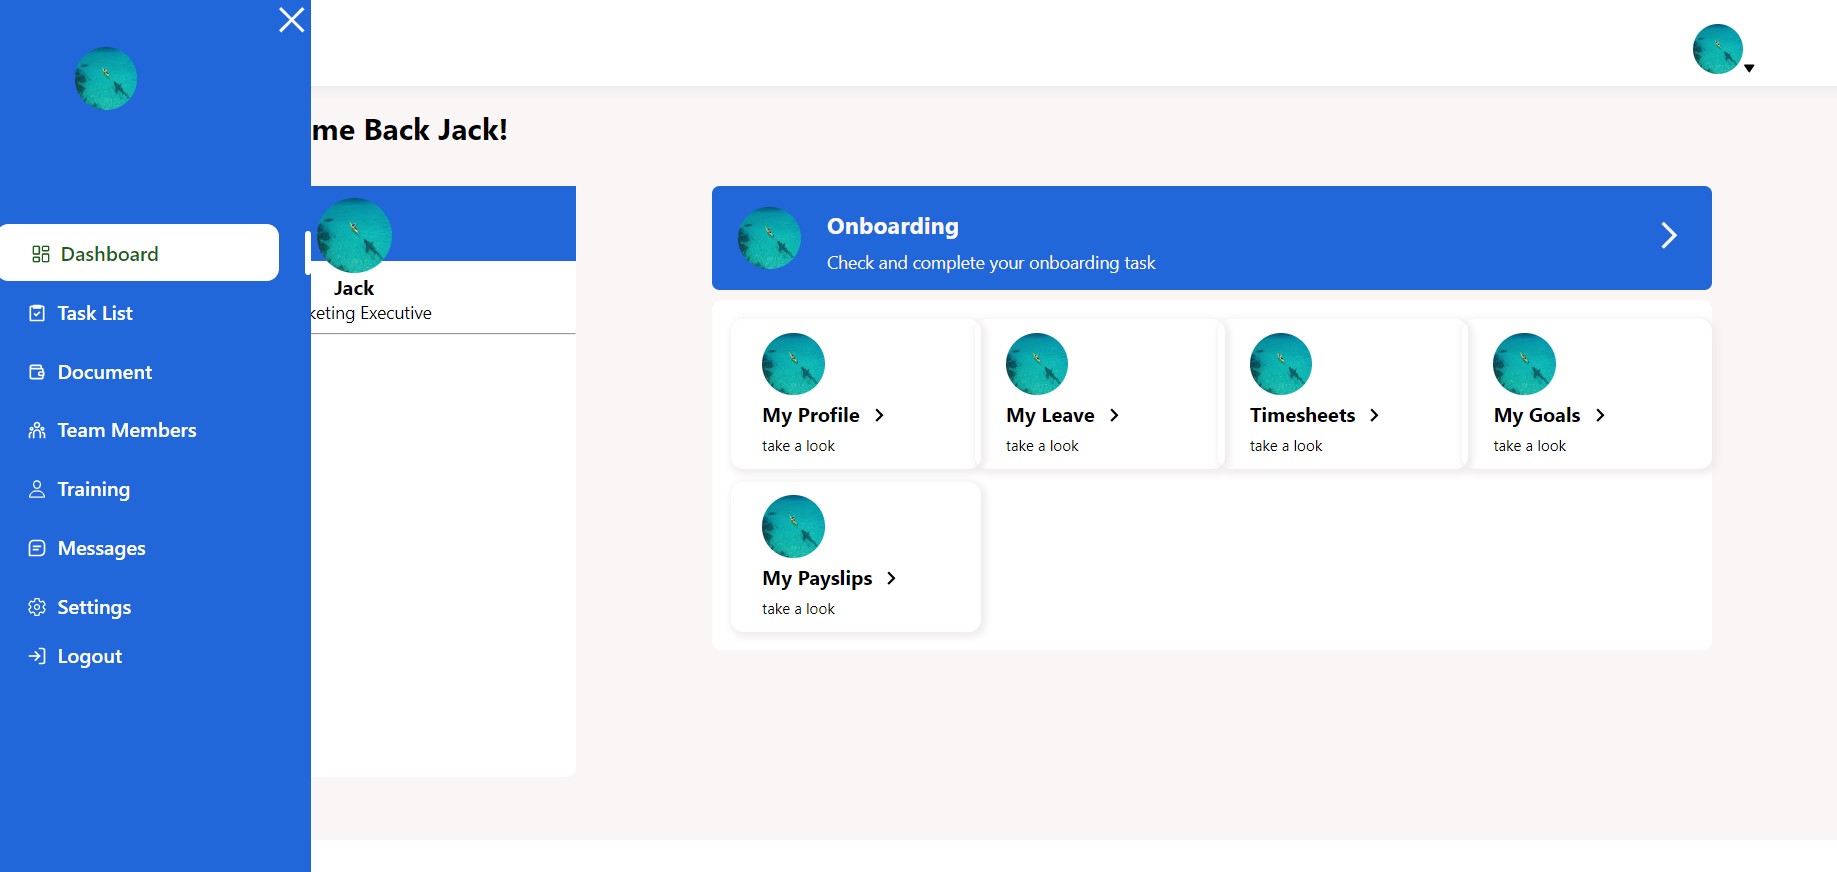 Dashboard
Task List
Document
Team Members
Training
Messages
Settings
Logout
me Back Jack!
Jack
keting Executive
Onboarding
Check and complete your onboarding task
My Profile
take a look
My Leave
take a look
Timesheets
take a look
My Goals
take a look
My Payslips
take a look